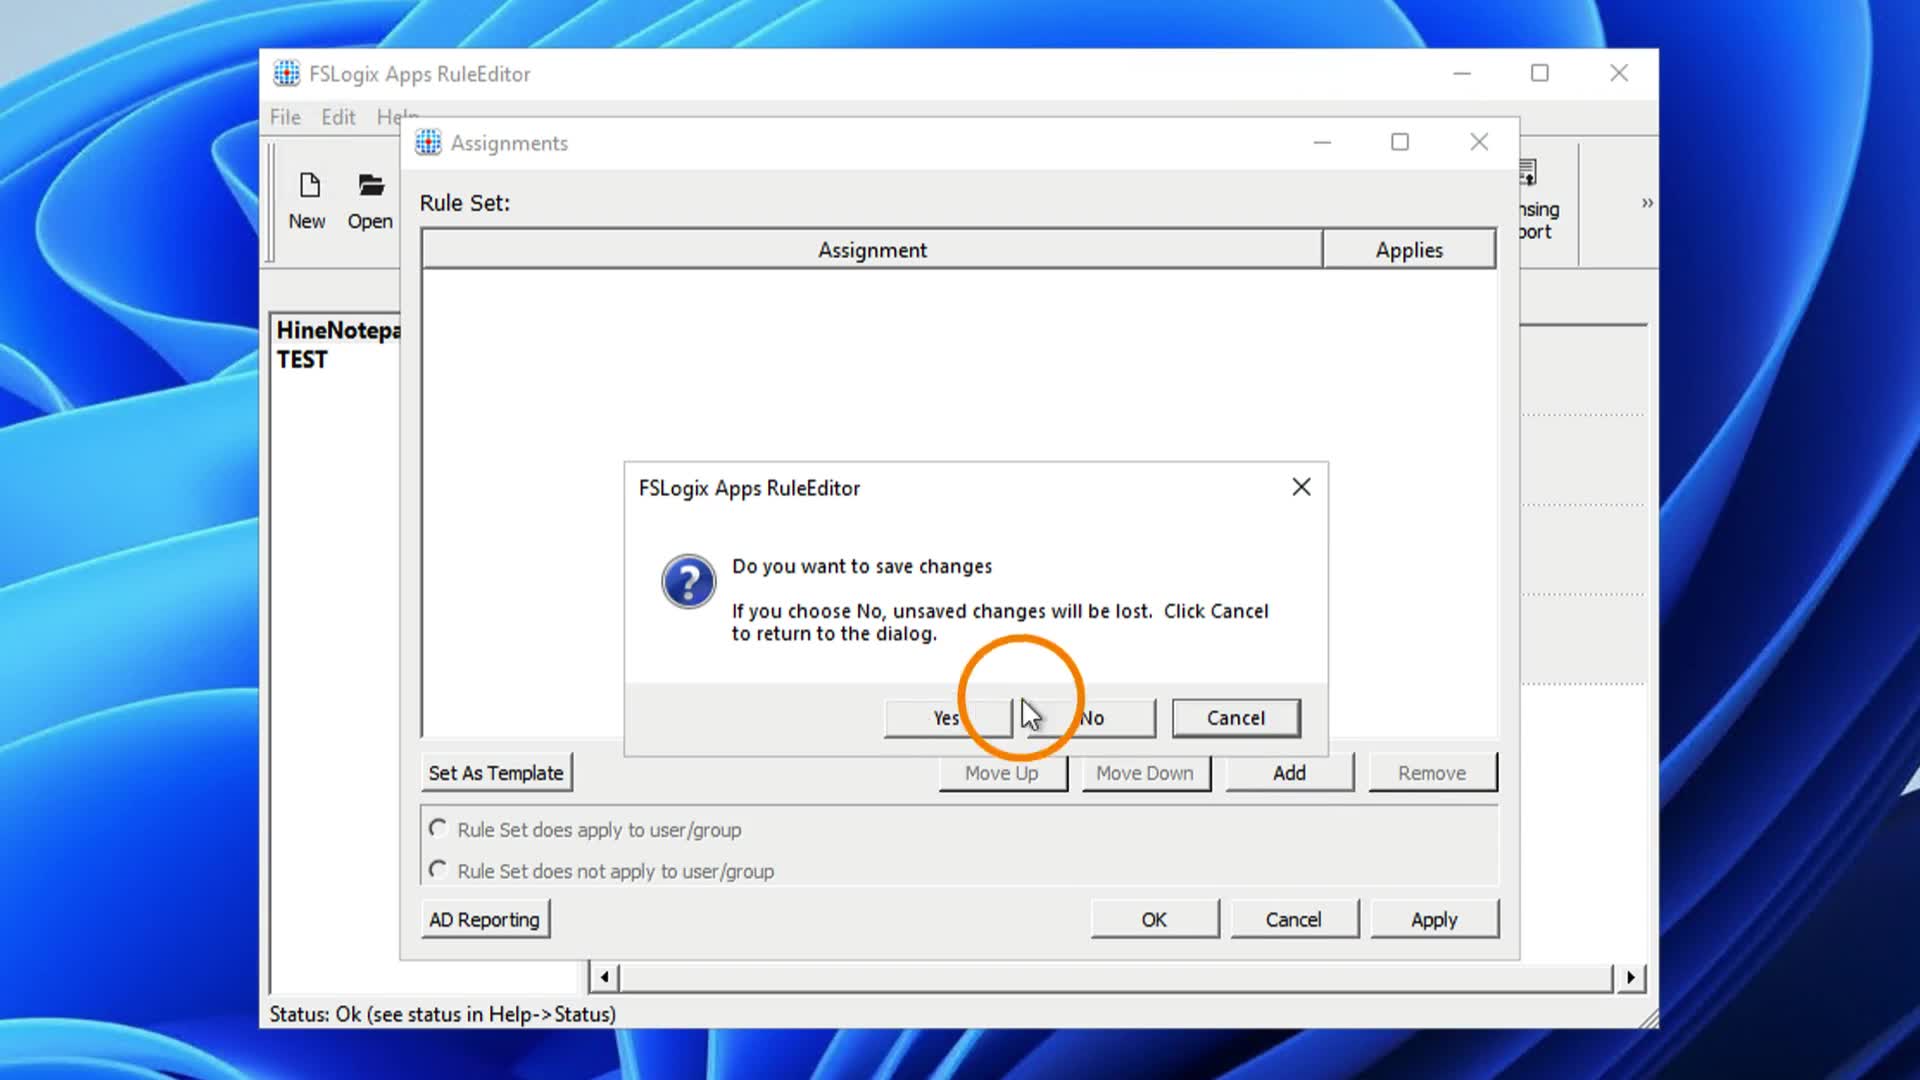 FSLogix Apps RuleEditor
File Edit Help
Assignments
New Open
Rule Set:
nsing
port
»
Assignment Applies
HineNotepa
TEST
FSLogix Apps RuleEditor
Do you want to save changes
If you choose No, unsaved changes will be lost. Click Cancel
to return to the dialog.
Yes No Cancel
Set As Template Move Up Move Down Add Remove
Rule Set does apply to user/group
Rule Set does not apply to user/group
AD Reporting OK Cancel Apply
Status: Ok (see status in Help->Status)